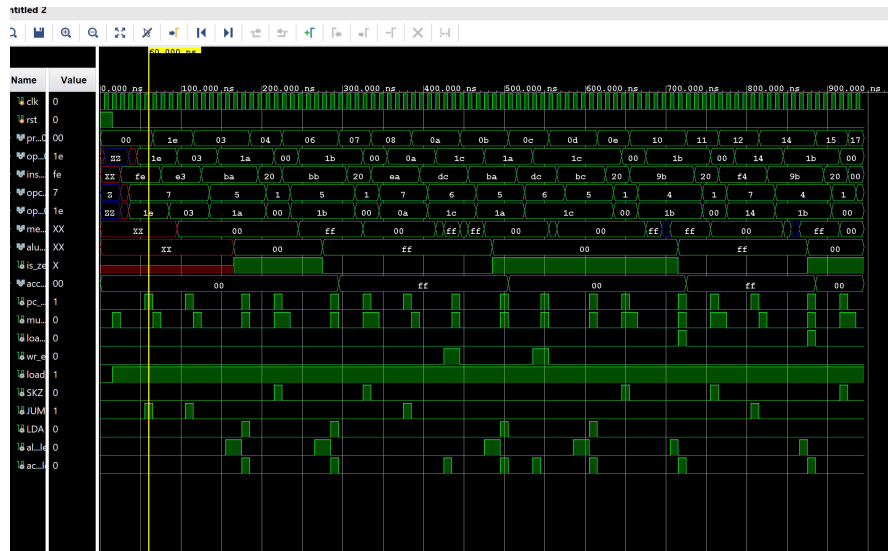 ntitled 2
60.000 ns
Name Value
0.000 ns 100.000 ns 200.000 ns 300.000 ns 400.000 ns 500.000 ns 600.000 ns 700.000 ns 800.000 ns 900.000 ns
clk 0
rst 0
pr...0 00 00 1e 03 04 06 07 08 0a 0b 0c 0d 0e 10 11 12 14 15 17
op... 1e ZZ 1e 03 1a 00 1b 00 0a 1c 1a 1c 00 1b 00 14 1b 00
ins... fe XX fe e3 ba 20 bb 20 ea dc ba dc bc 20 9b 20 f4 9b 20 00
opc... 7 Z 7 5 1 5 1 7 6 5 6 5 1 4 1 7 4 1
op... 1e ZZ 1e 03 1a 00 1b 00 0a 1c 1a 1c 00 1b 00 14 1b 00
me... XX XX 00 ff 00 ff ff 00 00 ff ff 00 ff ff 00
alu... XX XX 00 ff 00 ff 00
is_ze X
acc... 00 00 ff 00 ff 00
pc_... 1
mu... 0
loa... 0
wr_e 0
load 1
SKZ 0
JUM 1
LDA 0
al...le 0
ac...l 0